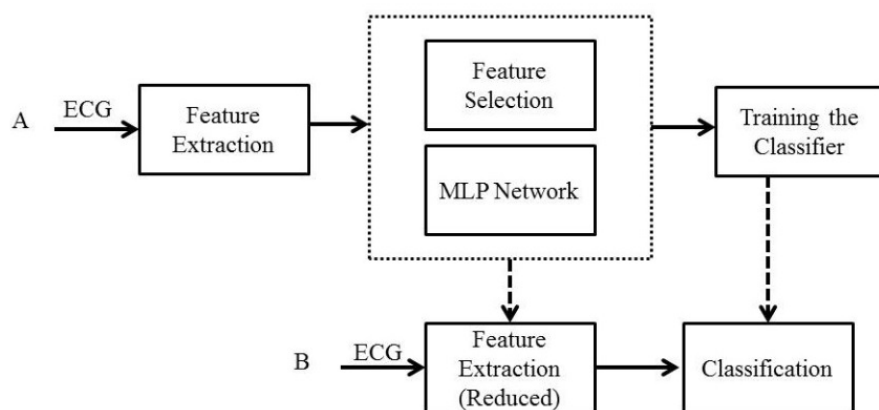 A
ECG
Feature
Extraction
Feature
Selection
MLP Network
Training the
Classifier
B
ECG
Feature
Extraction
(Reduced)
Classification